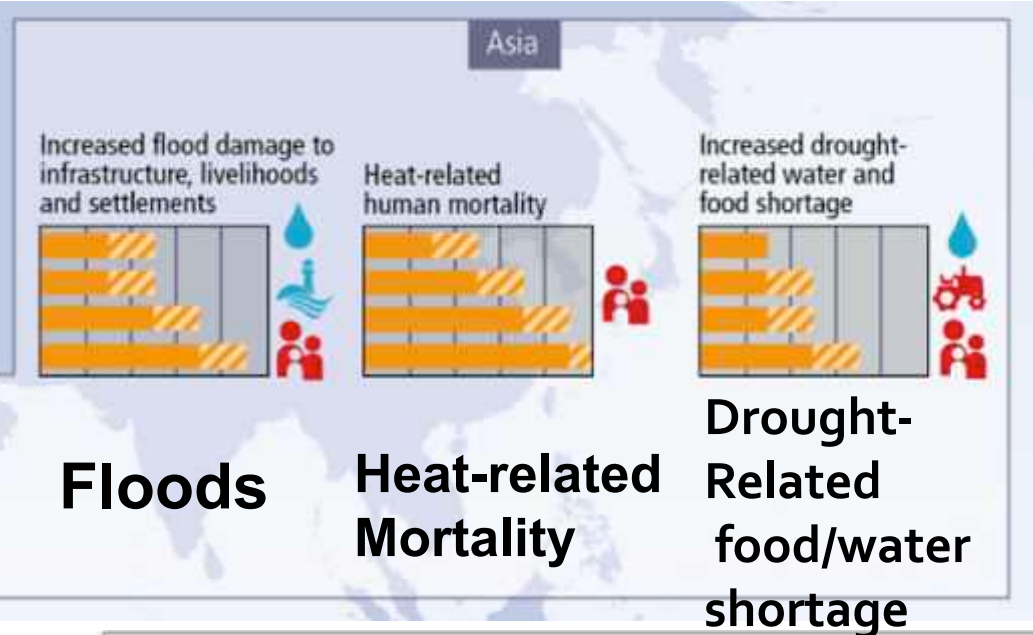 Asia
Increased flood damage to
infrastructure, livelihoods
and settlements
Heat-related
human mortality
Increased drought-
related water and
food shortage
Floods
Heat-related
Mortality
Drought-
Related
food/water
shortage